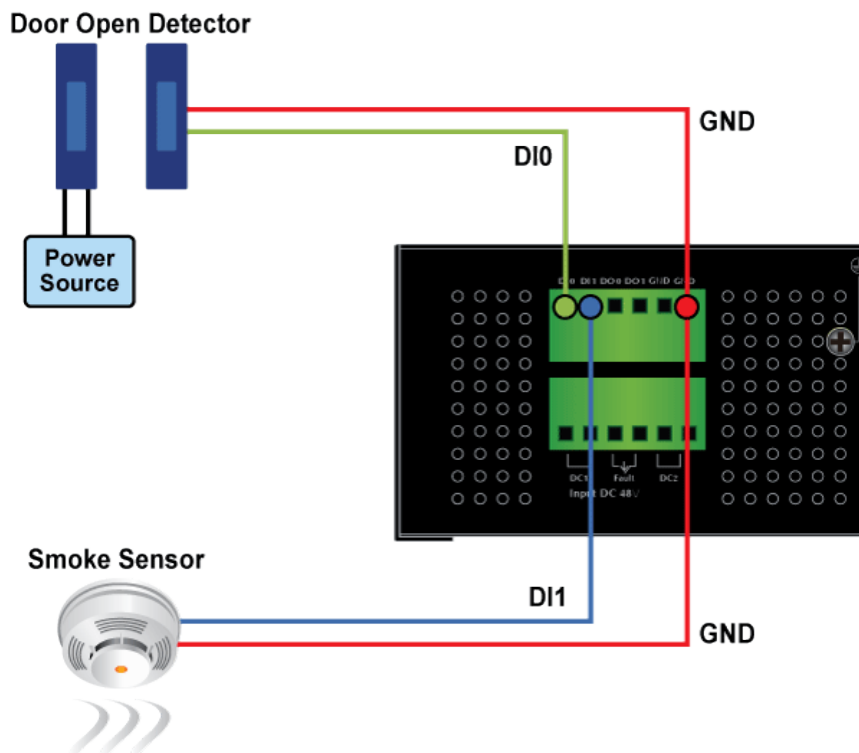 Door Open Detector
GND
DI0
Power
Source
DI0 DI1 DO0 DO1 GND GND
DC1 Fault DC2
Input DC 48V
Smoke Sensor
DI1
GND